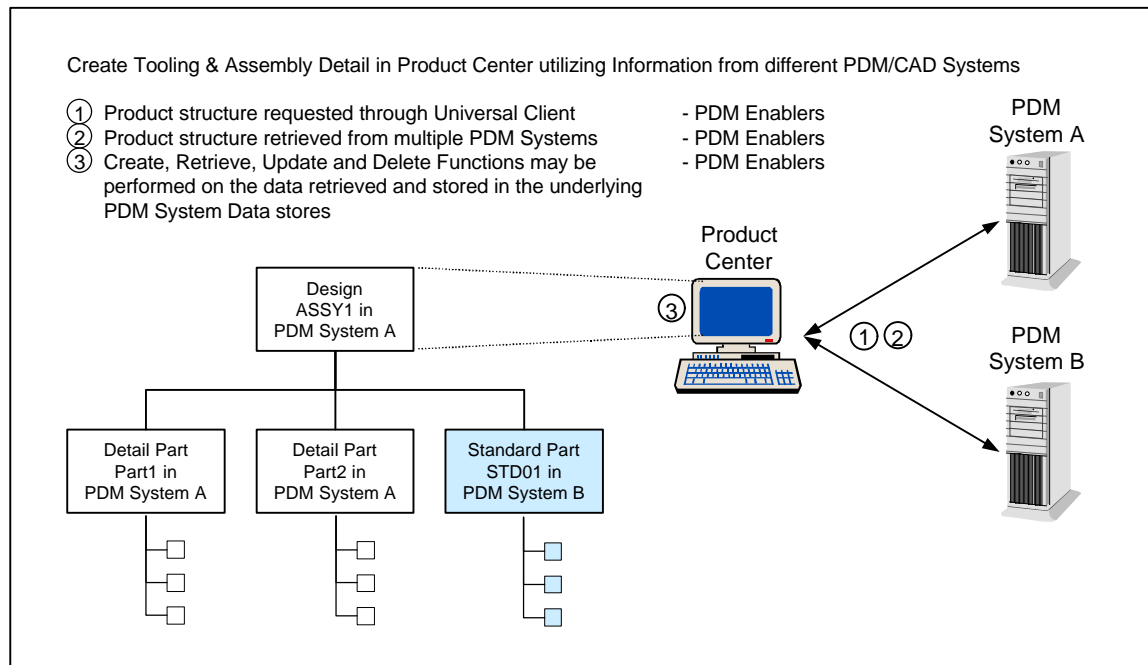 Create Tooling & Assembly Detail in Product Center utilizing Information from different PDM/CAD Systems
1 Product structure requested through Universal Client - PDM Enablers
2 Product structure retrieved from multiple PDM Systems - PDM Enablers
3 Create, Retrieve, Update and Delete Functions may be - PDM Enablers
performed on the data retrieved and stored in the underlying
PDM System Data stores
PDM
System A
Product
Center
3
1 2
Design
ASSY1 in
PDM System A
PDM
System B
Detail Part
Part1 in
PDM System A
Detail Part
Part2 in
PDM System A
Standard Part
STD01 in
PDM System B